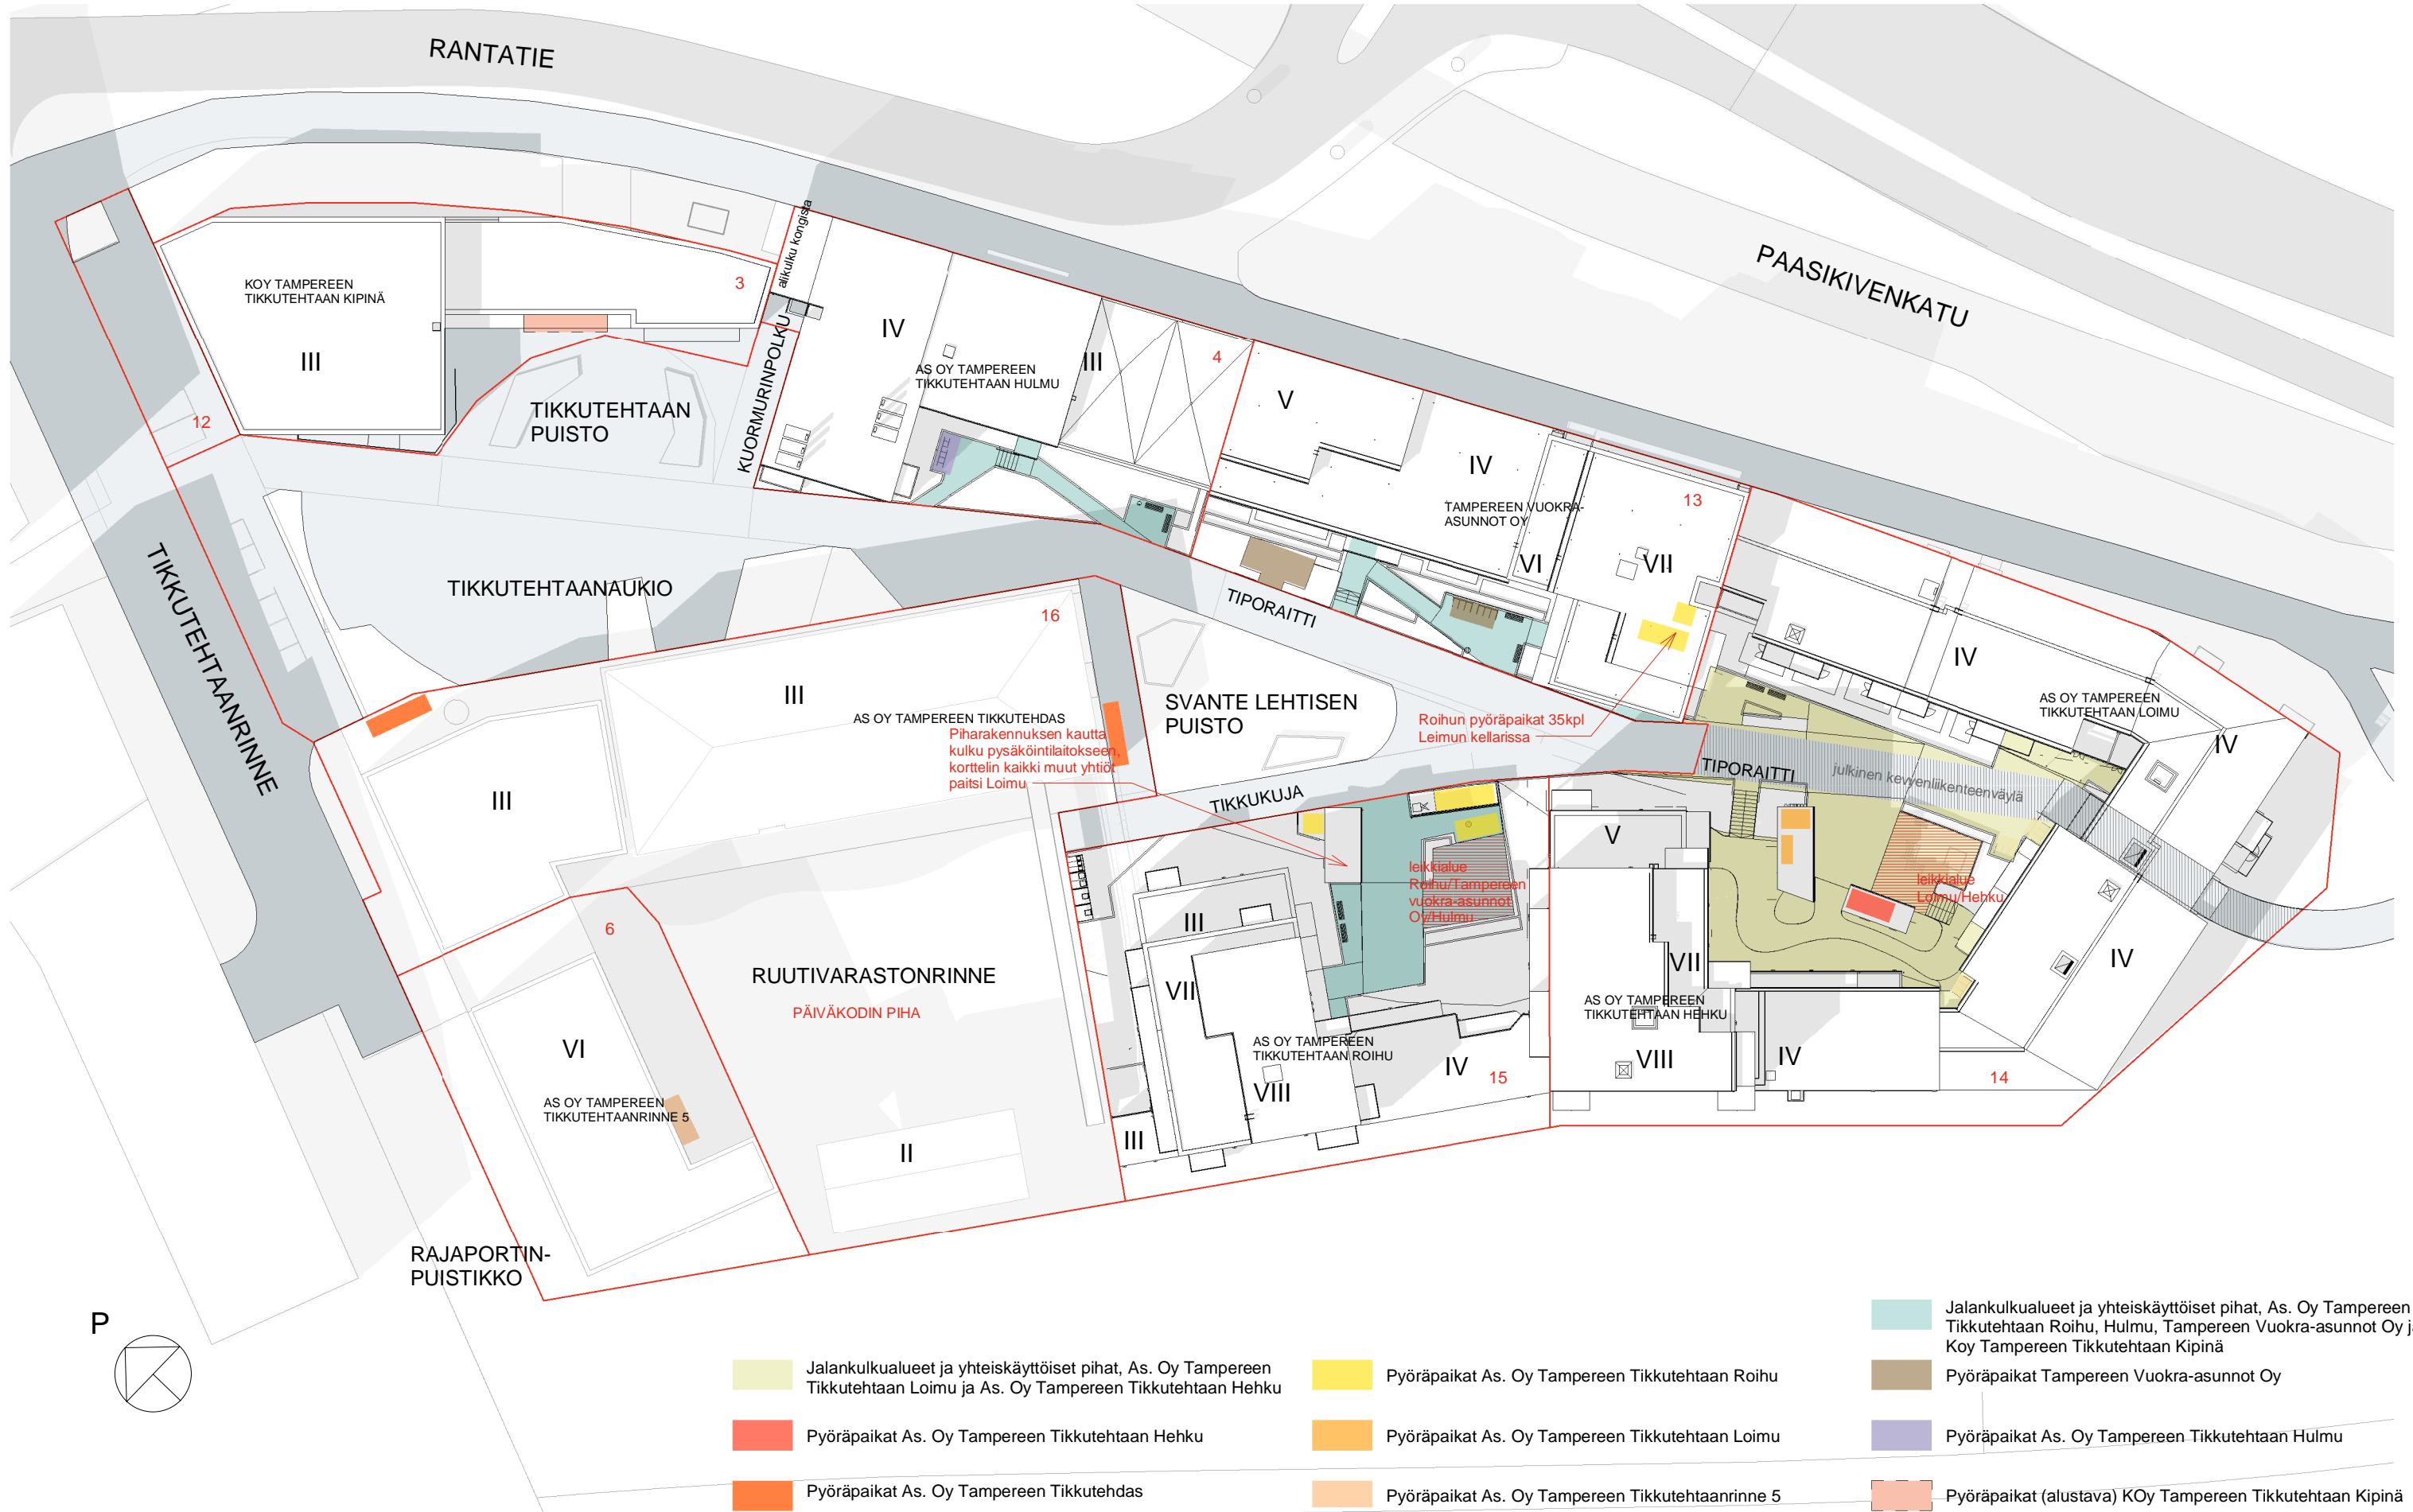 RANTATIE
PAASIKIVENKATU
alikulku kongista
KOY TAMPEREEN
TIKKUTEHTAAN KIPINÄ
3
III
12
TIKKUTEHTAAN
PUISTO
KUORMURINPOLKU
IV
AS OY TAMPEREEN
TIKKUTEHTAAN HULMU
III
4
V
IV
TAMPEREEN VUOKRA-
ASUNNOT OY
13
VI
VII
TIKKUTEHTAANRINNE
TIKKUTEHTAANAUKIO
TIPORAITTI
16
III
AS OY TAMPEREEN TIKKUTEHDAS
Piharakennuksen kautta
kulku pysäköintilaitokseen,
korttelin kaikki muut yhtiöt
paitsi Loimu
SVANTE LEHTISEN
PUISTO
Roihun pyöräpaikat 35kpl
Leimun kellarissa
IV
AS OY TAMPEREEN
TIKKUTEHTAAN LOIMU
IV
TIPORAITTI
julkinen kevyenliikenteenväylä
III
TIKKUKUJA
V
leikkialue
Roihu/Tampereen
vuokra-asunnot
Oy/Hulmu
leikkialue
Loimu/Hehku
6
III
RUUTIVARASTONRINNE
PÄIVÄKODIN PIHA
VII
VII
IV
AS OY TAMPEREEN
TIKKUTEHTAAN HEHKU
VI
AS OY TAMPEREEN
TIKKUTEHTAAN ROIHU
IV
15
VIII
IV
14
VIII
AS OY TAMPEREEN
TIKKUTEHTAANRINNE 5
II
III
RAJAPORTIN-
PUISTIKKO
P
Jalankulkualueet ja yhteiskäyttöiset pihat, As. Oy Tampereen
Tikkutehtaan Loimu ja As. Oy Tampereen Tikkutehtaan Hehku
Pyöräpaikat As. Oy Tampereen Tikkutehtaan Hehku
Pyöräpaikat As. Oy Tampereen Tikkutehdas
Pyöräpaikat As. Oy Tampereen Tikkutehtaan Roihu
Pyöräpaikat As. Oy Tampereen Tikkutehtaan Loimu
Pyöräpaikat As. Oy Tampereen Tikkutehtaanrinne 5
Jalankulkualueet ja yhteiskäyttöiset pihat, As. Oy Tampereen
Tikkutehtaan Roihu, Hulmu, Tampereen Vuokra-asunnot Oy j
Koy Tampereen Tikkutehtaan Kipinä
Pyöräpaikat Tampereen Vuokra-asunnot Oy
Pyöräpaikat As. Oy Tampereen Tikkutehtaan Hulmu
Pyöräpaikat (alustava) KOy Tampereen Tikkutehtaan Kipinä